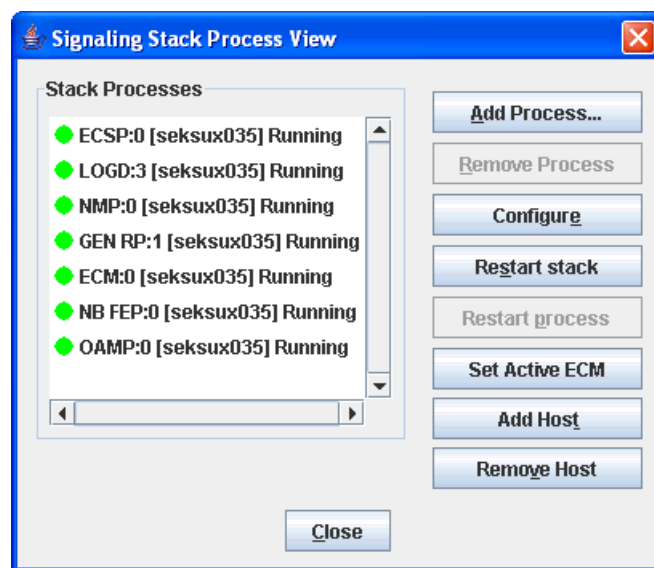 Signaling Stack Process View
Stack Processes
ECSP:0 [seksux035] Running
LOGD:3 [seksux035] Running
NMP:0 [seksux035] Running
GEN RP:1 [seksux035] Running
ECM:0 [seksux035] Running
NB FEP:0 [seksux035] Running
OAMP:0 [seksux035] Running
Add Process...
Remove Process
Configure
Restart stack
Restart process
Set Active ECM
Add Host
Remove Host
Close